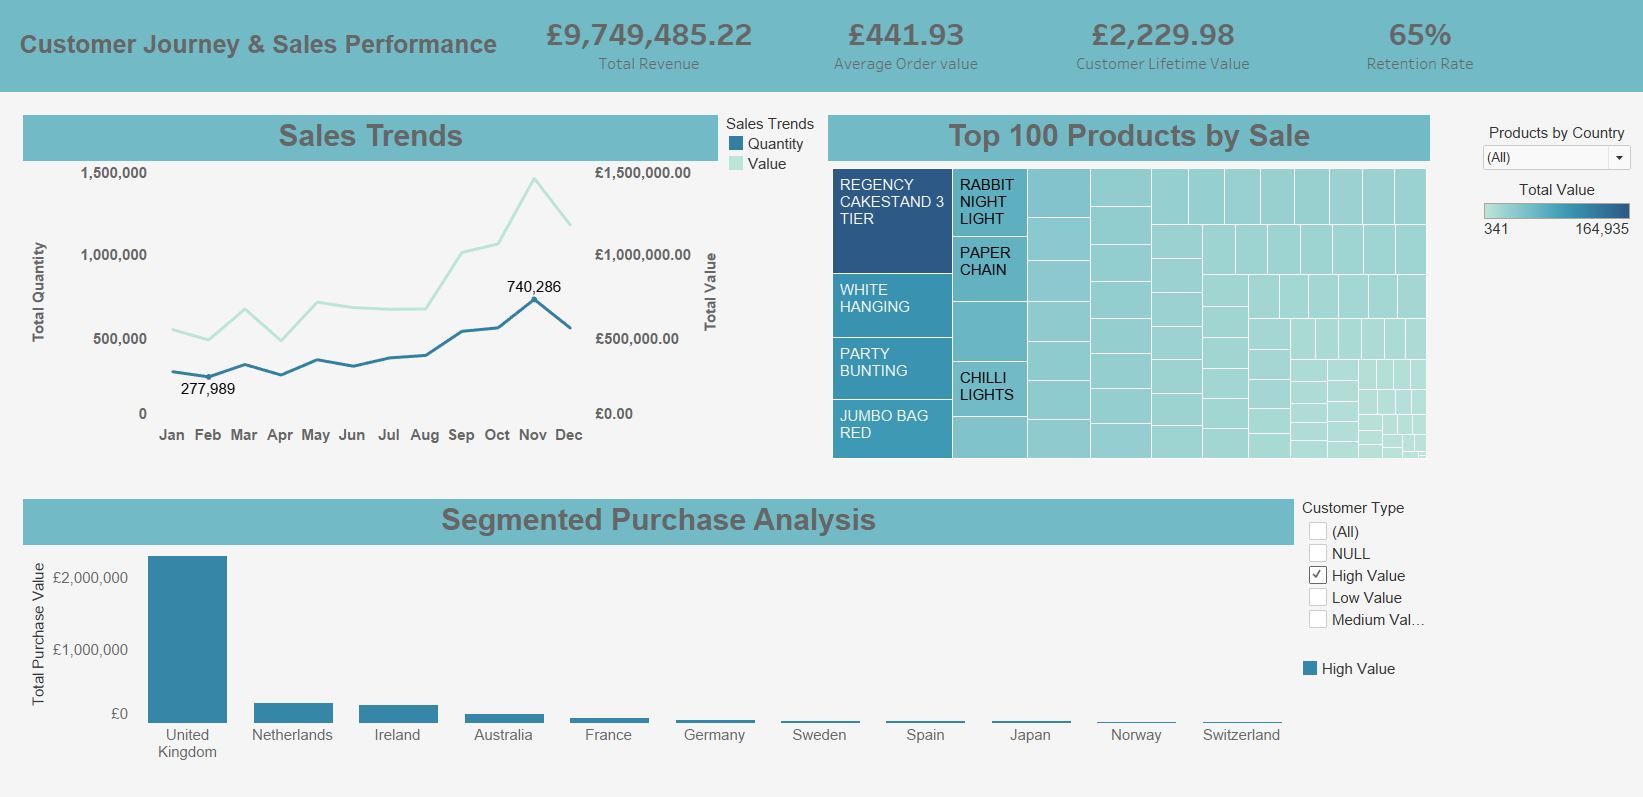 Customer Journey & Sales Performance
£9,749,485.22
Total Revenue
£441.93
Average Order value
£2,229.98
Customer Lifetime Value
65%
Retention Rate
Sales Trends
Sales Trends
Quantity
Value
Total Quantity
1,500,000
1,000,000
500,000
0
740,286
277,989
£1,500,000.00
£1,000,000.00
£500,000.00
£0.00
Total Value
Jan Feb Mar Apr May Jun Jul Aug Sep Oct Nov Dec
Top 100 Products by Sale
REGENCY
CAKESTAND 3
TIER
WHITE
HANGING
PARTY
BUNTING
JUMBO BAG
RED
RABBIT
NIGHT
LIGHT
PAPER
CHAIN
CHILLI
LIGHTS
Products by Country
(All)
Total Value
341 164,935
Segmented Purchase Analysis
Total Purchase Value
£2,000,000
£1,000,000
£0
United
Kingdom
Netherlands
Ireland
Australia
France
Germany
Sweden
Spain
Japan
Norway
Switzerland
Customer Type
(All)
NULL
High Value
Low Value
Medium Val...
High Value